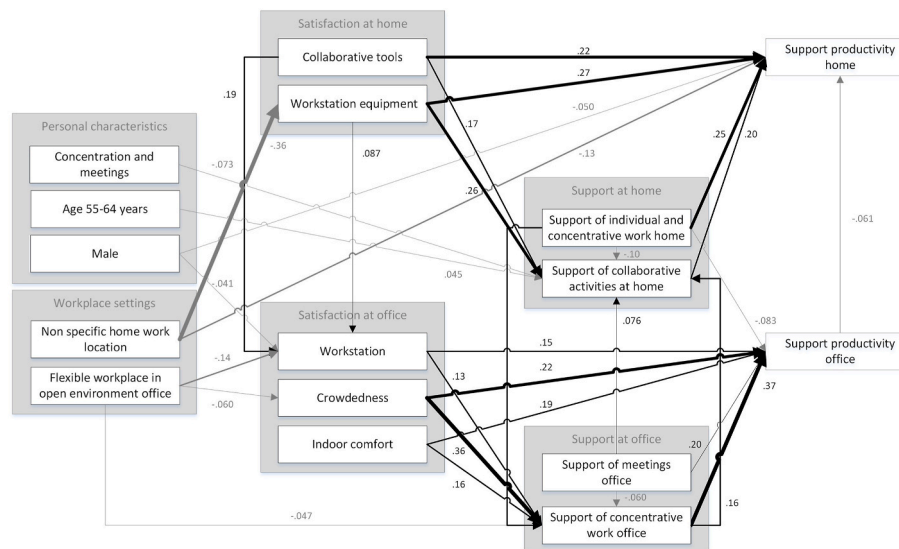 Satisfaction at home
Collaborative tools
Workstation equipment
.19
-.36
.087
.22
.27
-.050
.17
-.13
.26
.25
.20
Support productivity
home
Personal characteristics
Concentration and
meetings
Age 55-64 years
Male
-.073
-.041
.045
Support at home
Support of individual and
concentrative work home
-.10
Support of collaborative
activities at home
-.061
-.083
.076
Workplace settings
Non specific home work
location
Flexible workplace in
open environment office
-.14
-.060
-.047
Satisfaction at office
Workstation
Crowdedness
Indoor comfort
.15
.13
.22
.19
.36
.16
Support productivity
office
.37
Support at office
.20
Support of meetings
office
-.060
Support of concentrative
work office
.16